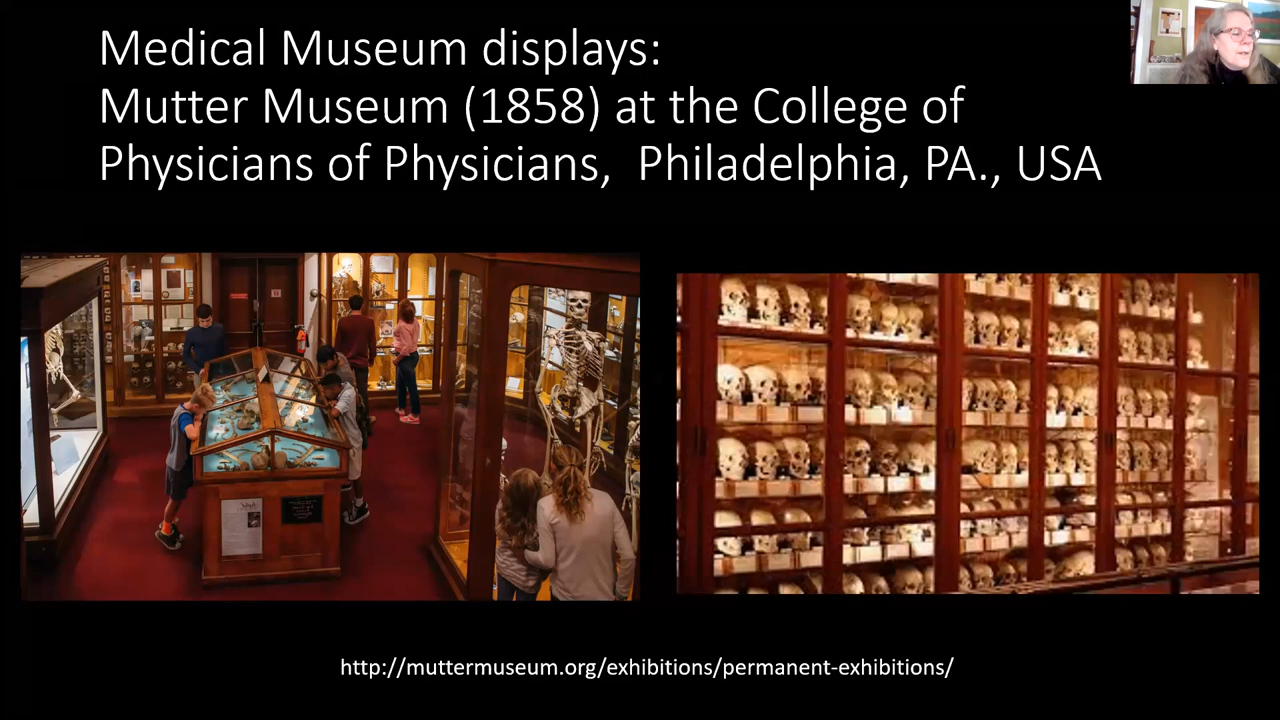 Medical Museum displays:
Mutter Museum (1858) at the College of
Physicians of Physicians, Philadelphia, PA., USA
http://muttermuseum.org/exhibitions/permanent-exhibitions/